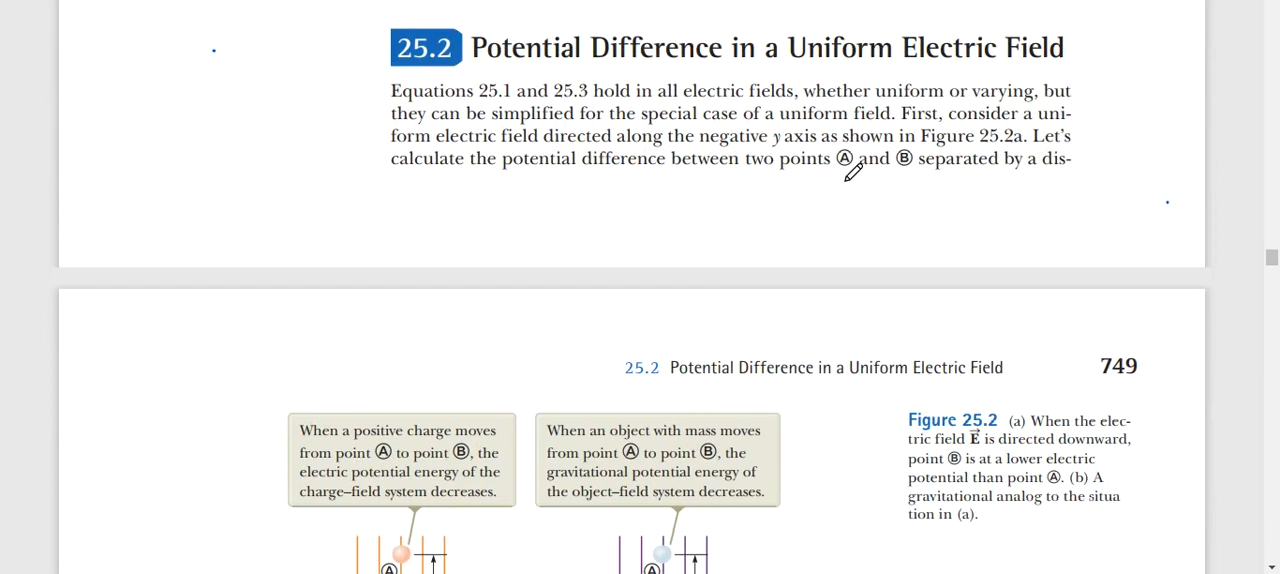 25.2 Potential Difference in a Uniform Electric Field
Equations 25.1 and 25.3 hold in all electric fields, whether uniform or varying, but
they can be simplified for the special case of a uniform field. First, consider a uni-
form electric field directed along the negative y axis as shown in Figure 25.2a. Let's
calculate the potential difference between two points Ⓐ and Ⓑ separated by a dis-
25.2 Potential Difference in a Uniform Electric Field 749
When a positive charge moves
from point Ⓐ to point Ⓑ, the
electric potential energy of the
charge–field system decreases.
When an object with mass moves
from point Ⓐ to point Ⓑ, the
gravitational potential energy of
the object–field system decreases.
Figure 25.2 (a) When the elec-
tric field E⃗ is directed downward,
point Ⓑ is at a lower electric
potential than point Ⓐ. (b) A
gravitational analog to the situa
tion in (a).
Ⓐ
Ⓐ